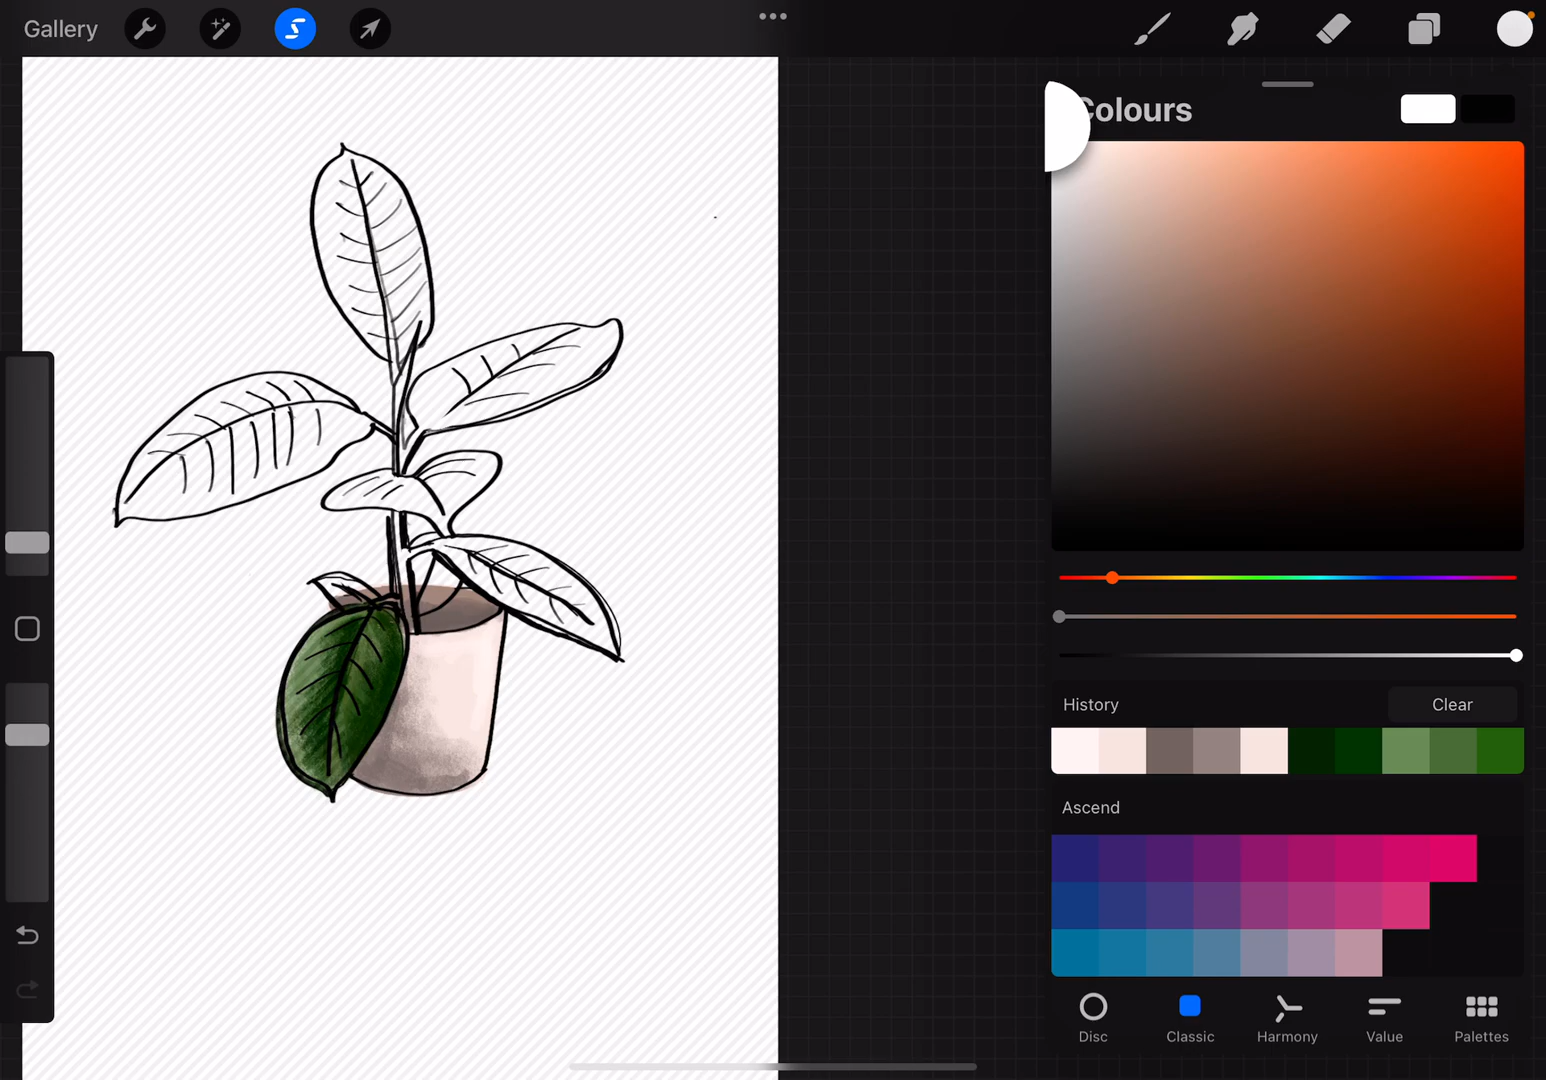 Gallery
Colours
History
Clear
Ascend
Disc
Classic
Harmony
Value
Palettes